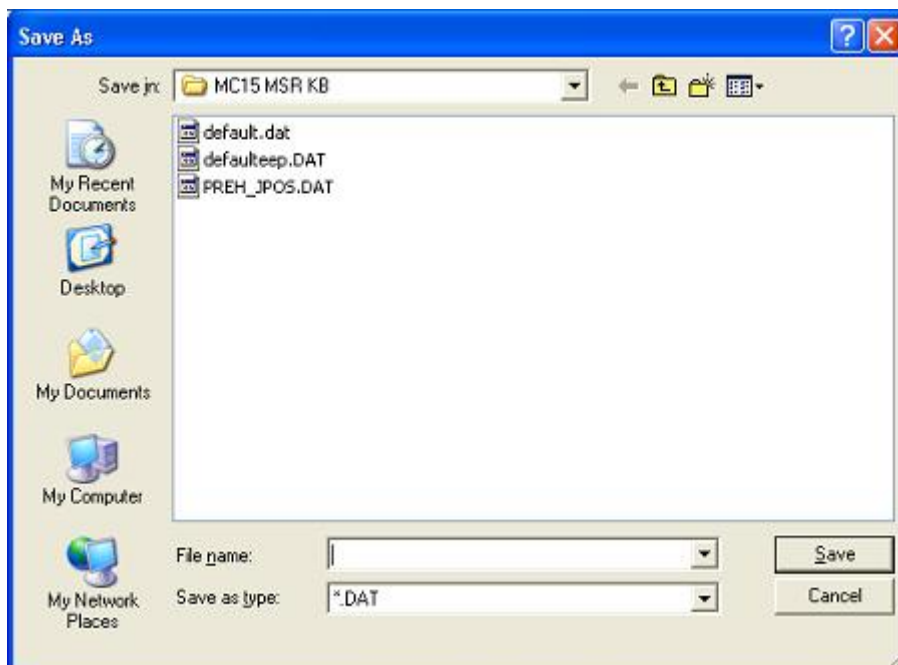 Save As
Save in: MC15 MSR KB
default.dat
defaulteep.DAT
PREH_JPOS.DAT
My Recent
Documents
Desktop
My Documents
My Computer
My Network
Places
File name:
Save
Save as type: *.DAT
Cancel